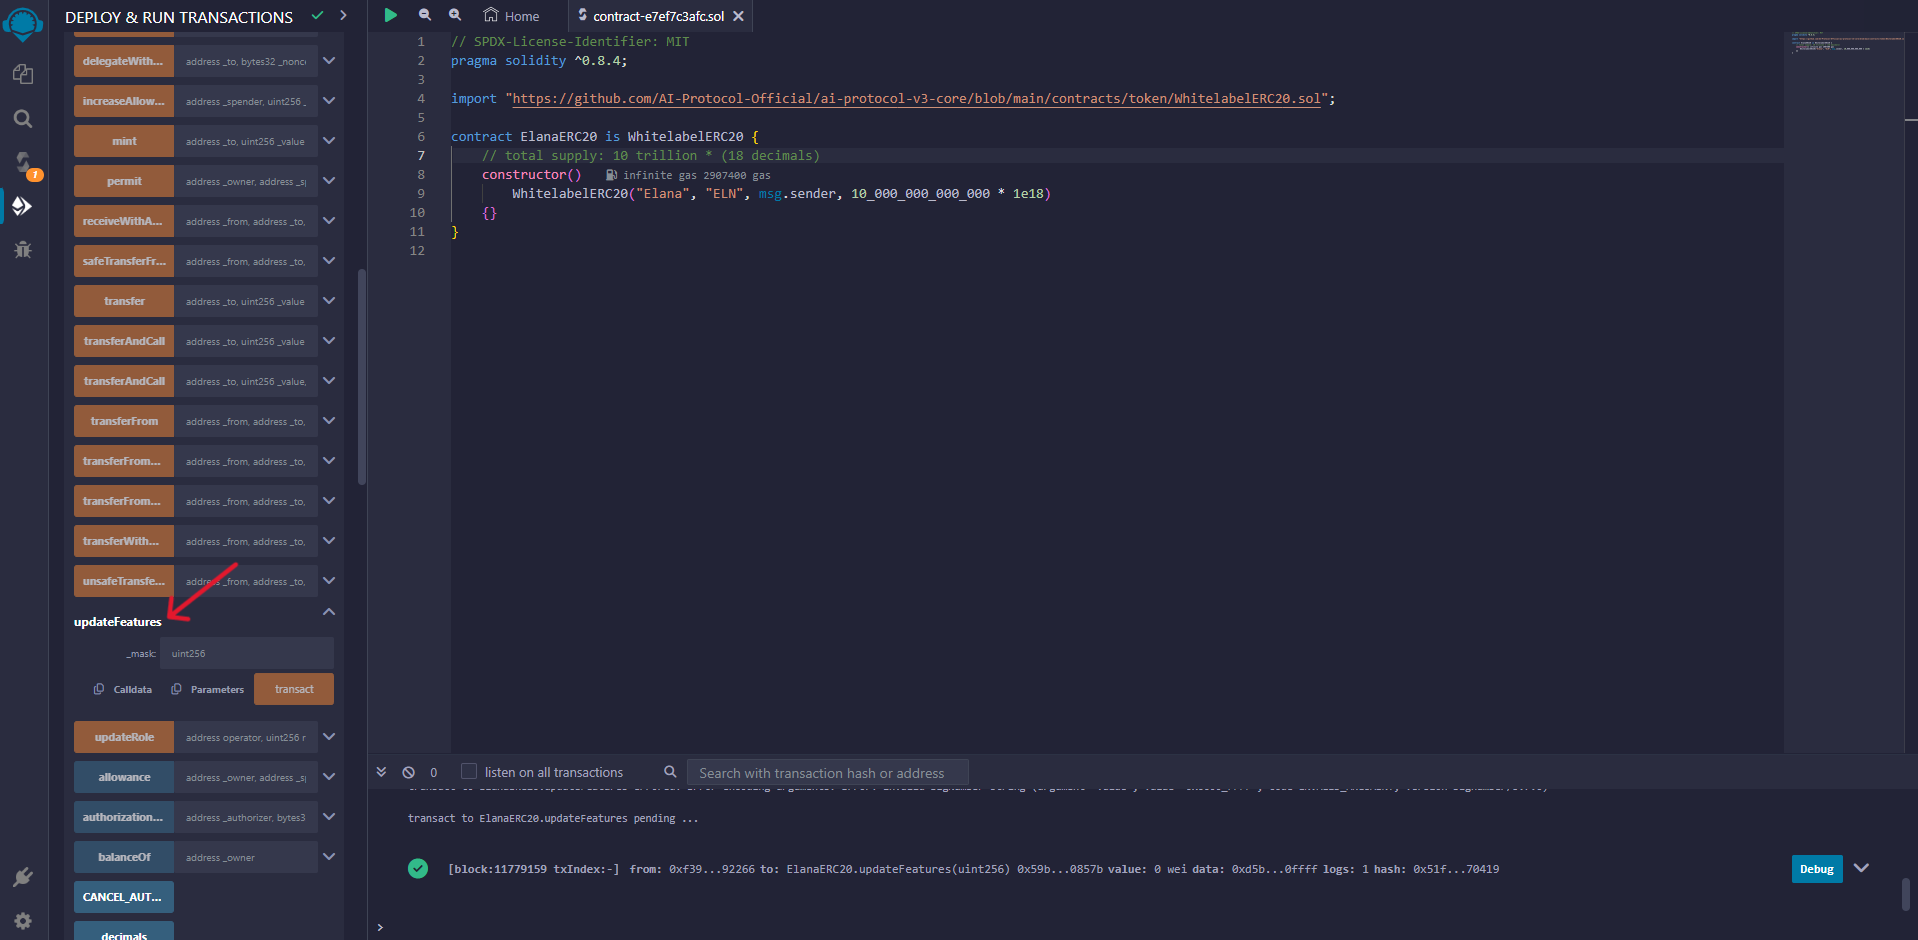 DEPLOY & RUN TRANSACTIONS
delegateWith... address _to, bytes32 _nonc
increaseAllow... address _spender, uint256 _
mint address _to, uint256 _value
permit address _owner, address _s
receiveWithA... address _from, address _to,
safeTransferFr... address _from, address _to,
transfer address _to, uint256 _value
transferAndCall address _to, uint256 _value
transferAndCall address _to, uint256 _value,
transferFrom address _from, address _to,
transferFrom... address _from, address _to,
transferFrom... address _from, address _to,
transferWith... address _from, address _to,
unsafeTransfe... address _from, address _to,
updateFeatures
_mask: uint256
Calldata Parameters transact
updateRole address operator, uint256 r
allowance address _owner, address _s
authorization... address _authorizer, bytes3
balanceOf address _owner
CANCEL_AUT...
decimals
1
Home contract-e7ef7c3afc.sol
1 // SPDX-License-Identifier: MIT
2 pragma solidity ^0.8.4;
3
4 import "https://github.com/AI-Protocol-Official/ai-protocol-v3-core/blob/main/contracts/token/WhitelabelERC20.sol";
5
6 contract ElanaERC20 is WhitelabelERC20 {
7 // total supply: 10 trillion * (18 decimals)
8 constructor() infinite gas 2907400 gas
9 WhitelabelERC20("Elana", "ELN", msg.sender, 10_000_000_000_000 * 1e18)
10 {}
11 }
12
0 listen on all transactions Search with transaction hash or address
transact to ElanaERC20.updateFeatures pending ...
[block:11779159 txIndex:-] from: 0xf39...92266 to: ElanaERC20.updateFeatures(uint256) 0x59b...0857b value: 0 wei data: 0xd5b...0ffff logs: 1 hash: 0x51f...70419
Debug
>